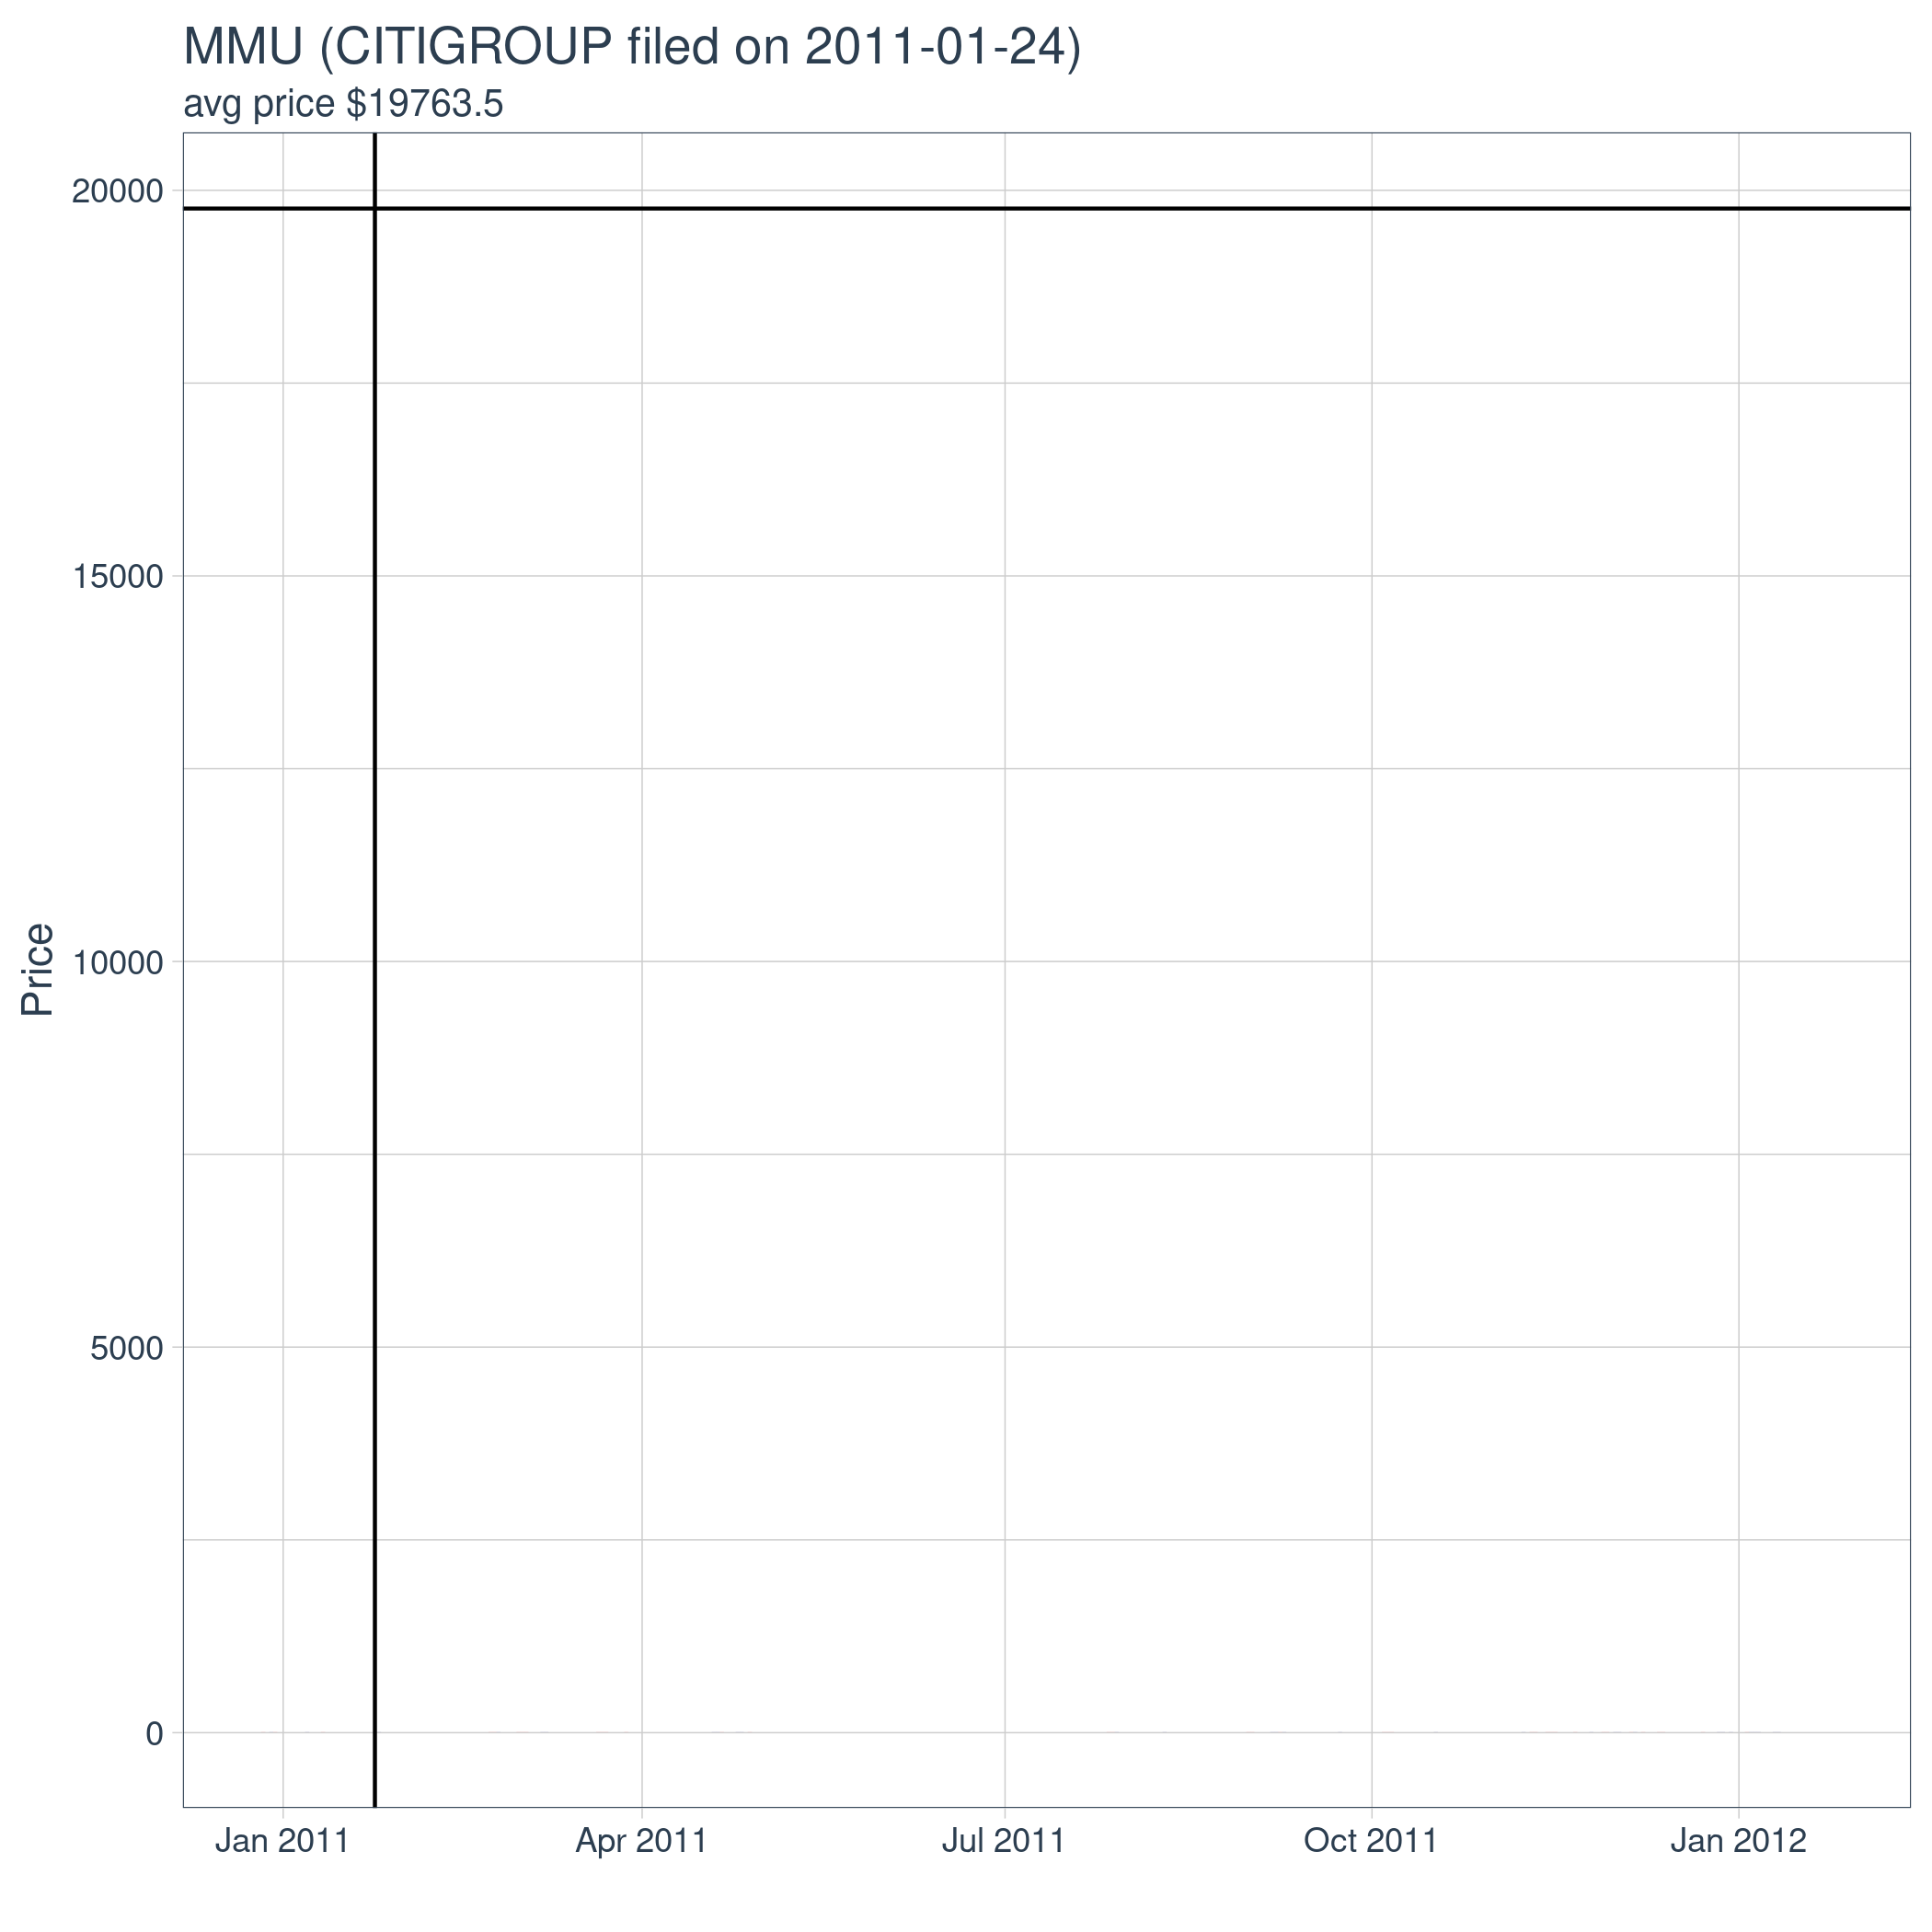 MMU (CITIGROUP filed on 2011-01-24)
avg price $19763.5
20000
15000
10000
5000
0
Price
Jan 2011 Apr 2011 Jul 2011 Oct 2011 Jan 2012